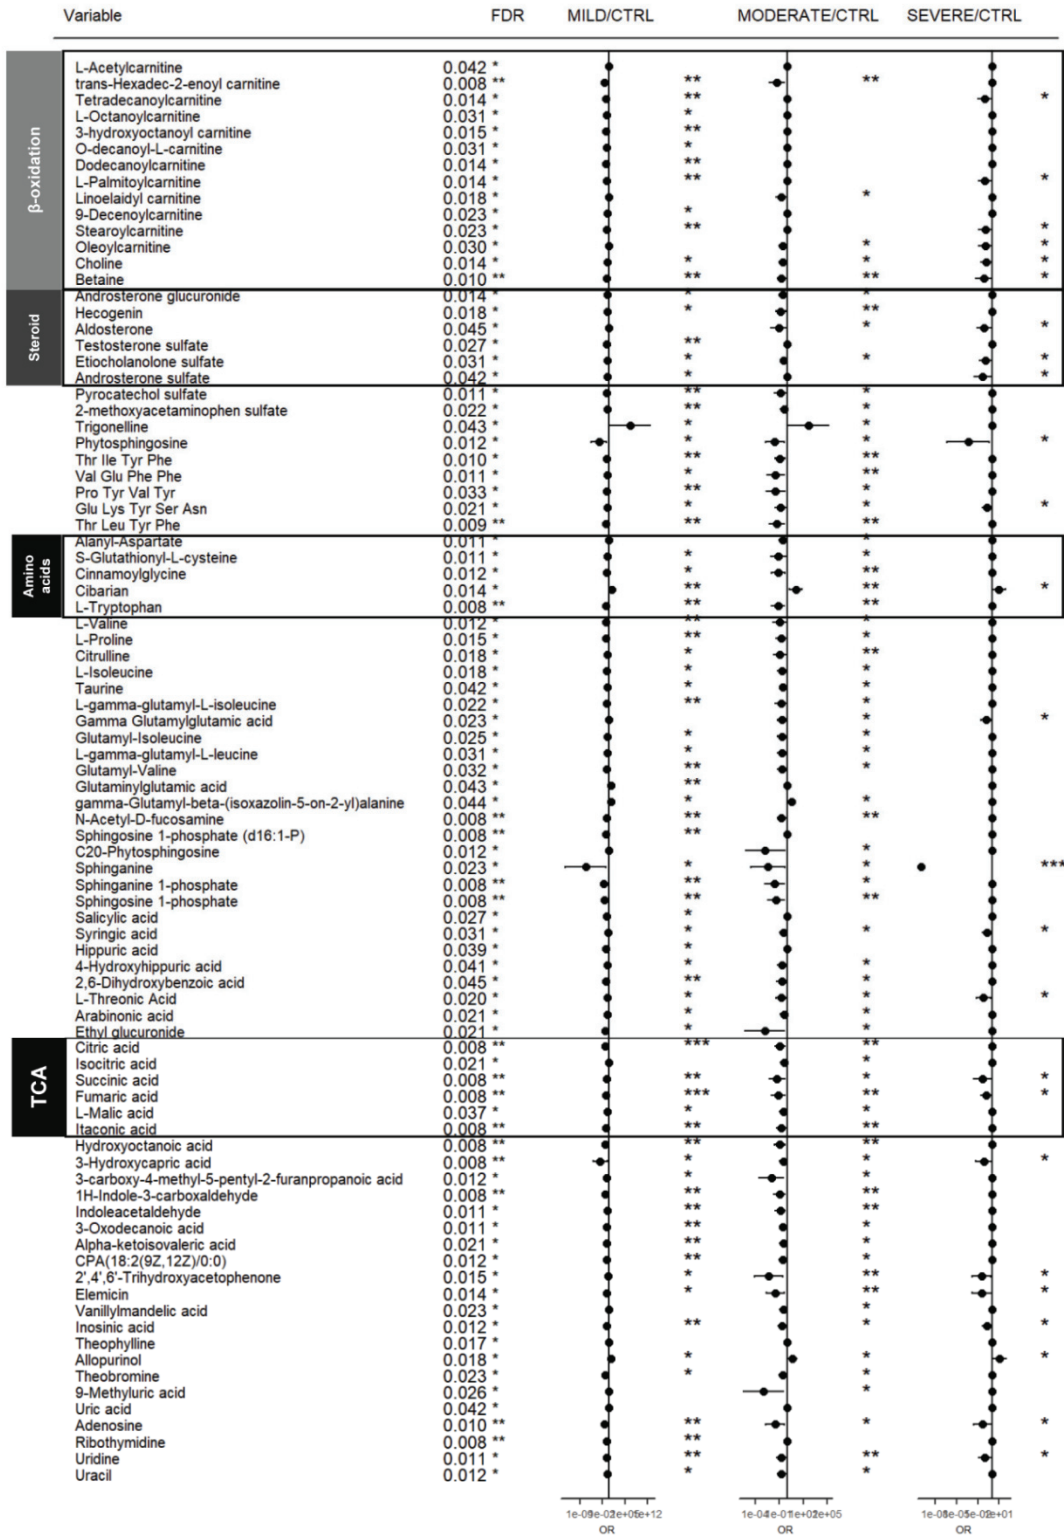 Variable FDR MILD/CTRL MODERATE/CTRL SEVERE/CTRL
β-oxidation
L-Acetylcarnitine 0.042 *
trans-Hexadec-2-enoyl carnitine 0.008 ** ** **
Tetradecanoylcarnitine 0.014 * ** *
L-Octanoylcarnitine 0.031 * *
3-hydroxyoctanoyl carnitine 0.015 * **
O-decanoyl-L-carnitine 0.031 * *
Dodecanoylcarnitine 0.014 * **
L-Palmitoylcarnitine 0.014 * ** *
Linoelaidyl carnitine 0.018 * *
9-Decenoylcarnitine 0.023 * *
Stearoylcarnitine 0.023 * ** *
Oleoylcarnitine 0.030 * * *
Choline 0.014 * * * *
Betaine 0.010 ** ** ** *
Steroid
Androsterone glucuronide 0.014 * * *
Hecogenin 0.018 * * **
Aldosterone 0.045 * * *
Testosterone sulfate 0.027 * **
Etiocholanolone sulfate 0.031 * * * *
Androsterone sulfate 0.042 * * *
Pyrocatechol sulfate 0.011 * ** *
2-methoxyacetaminophen sulfate 0.022 * ** *
Trigonelline 0.043 * * *
Phytosphingosine 0.012 * * * *
Thr Ile Tyr Phe 0.010 * ** **
Val Glu Phe Phe 0.011 * * **
Pro Tyr Val Tyr 0.033 * ** *
Glu Lys Tyr Ser Asn 0.021 * * * *
Thr Leu Tyr Phe 0.009 ** ** **
Amino acids
Alanyl-Aspartate 0.011 * *
S-Glutathionyl-L-cysteine 0.011 * * *
Cinnamoylglycine 0.012 * * **
Cibarian 0.014 * ** ** *
L-Tryptophan 0.008 ** ** **
L-Valine 0.012 * ** *
L-Proline 0.015 * ** *
Citrulline 0.018 * * **
L-Isoleucine 0.018 * * *
Taurine 0.042 * * *
L-gamma-glutamyl-L-isoleucine 0.022 * ** *
Gamma Glutamylglutamic acid 0.023 * * *
Glutamyl-Isoleucine 0.025 * * *
L-gamma-glutamyl-L-leucine 0.031 * * *
Glutamyl-Valine 0.032 * ** *
Glutaminylglutamic acid 0.043 * **
gamma-Glutamyl-beta-(isoxazolin-5-on-2-yl)alanine 0.044 * * *
N-Acetyl-D-fucosamine 0.008 ** ** **
Sphingosine 1-phosphate (d16:1-P) 0.008 ** **
C20-Phytosphingosine 0.012 * *
Sphinganine 0.023 * * * ***
Sphinganine 1-phosphate 0.008 ** ** *
Sphingosine 1-phosphate 0.008 ** ** **
Salicylic acid 0.027 * *
Syringic acid 0.031 * * * *
Hippuric acid 0.039 * *
4-Hydroxyhippuric acid 0.041 * * *
2,6-Dihydroxybenzoic acid 0.045 * ** *
L-Threonic Acid 0.020 * * * *
Arabinonic acid 0.021 * * *
Ethyl glucuronide 0.021 * * *
TCA
Citric acid 0.008 ** *** **
Isocitric acid 0.021 * *
Succinic acid 0.008 ** ** ** *
Fumaric acid 0.008 ** *** ** *
L-Malic acid 0.037 * * *
Itaconic acid 0.008 ** ** **
Hydroxyoctanoic acid 0.008 ** ** **
3-Hydroxycapric acid 0.008 ** * * *
3-carboxy-4-methyl-5-pentyl-2-furanpropanoic acid 0.012 * * *
1H-Indole-3-carboxaldehyde 0.008 ** ** **
Indoleacetaldehyde 0.011 * ** **
3-Oxodecanoic acid 0.011 * ** *
Alpha-ketoisovaleric acid 0.021 * ** *
CPA(18:2(9Z,12Z)/0:0) 0.012 * ** *
2',4',6'-Trihydroxyacetophenone 0.015 * * ** *
Elemicin 0.014 * * ** *
Vanillylmandelic acid 0.023 * *
Inosinic acid 0.012 * ** * *
Theophylline 0.017 *
Allopurinol 0.018 * * * *
Theobromine 0.023 * * *
9-Methyluric acid 0.026 * *
Uric acid 0.042 *
Adenosine 0.010 ** ** * *
Ribothymidine 0.008 ** **
Uridine 0.011 * ** ** *
Uracil 0.012 * * *
OR OR OR